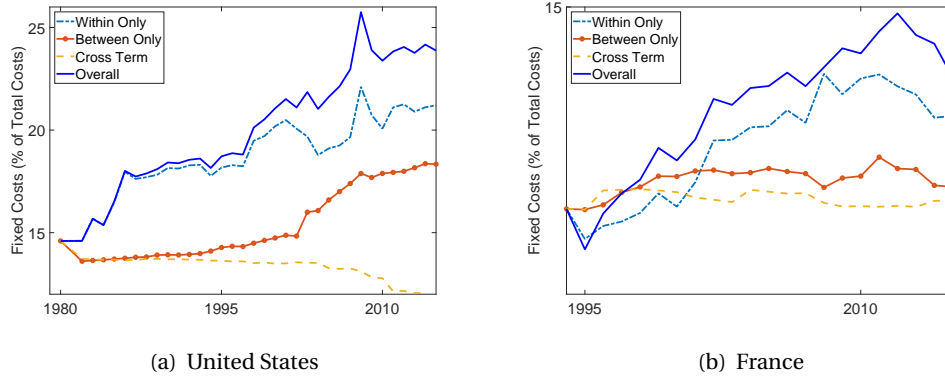 Fixed Costs (% of Total Costs)
25
20
15
1980
1995
2010
Within Only
Between Only
Cross Term
Overall
(a) United States
Fixed Costs (% of Total Costs)
15
1995
2010
Within Only
Between Only
Cross Term
Overall
(b) France